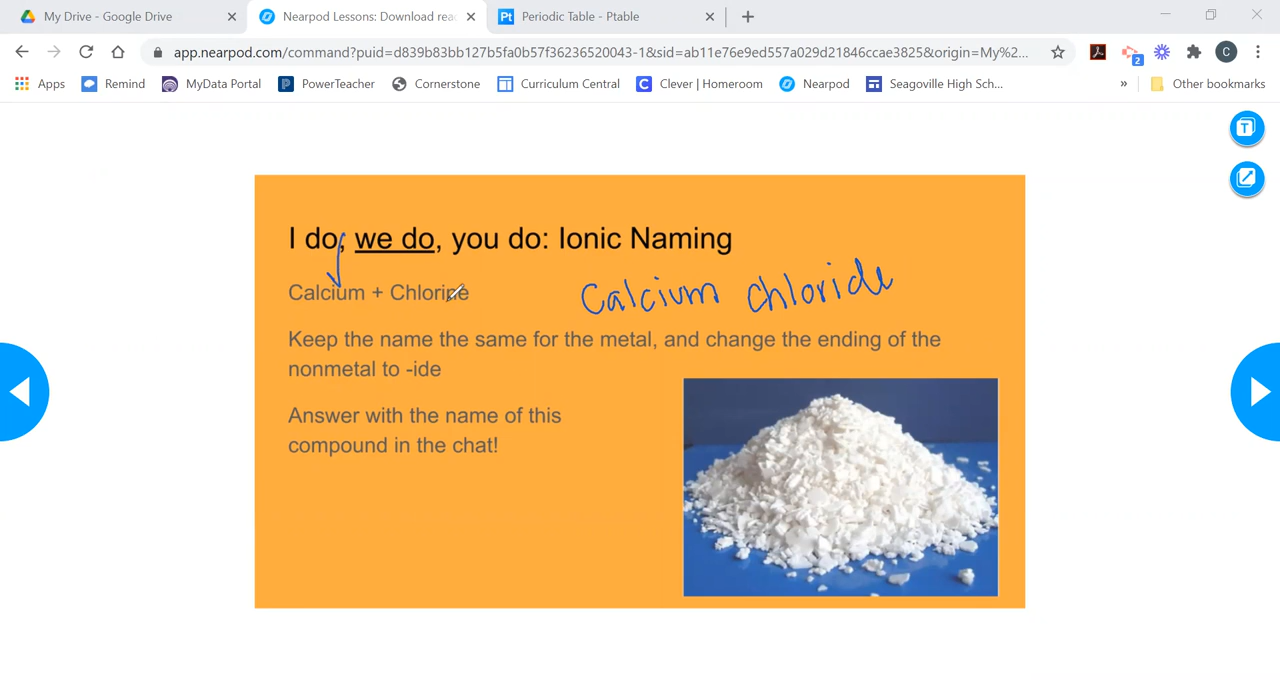 My Drive - Google Drive
Nearpod Lessons: Download rea
Periodic Table - Ptable
app.nearpod.com/command?puid=d839b83bb127b5fa0b57f36236520043-1&sid=ab11e76e9ed557a029d21846ccae3825&origin=My%2...
2
C
Apps Remind MyData Portal PowerTeacher Cornerstone Curriculum Central Clever | Homeroom Nearpod Seagoville High Sch... » Other bookmarks
T
I do, we do, you do: Ionic Naming
Calcium + Chlorine
Calcium chloride
Keep the name the same for the metal, and change the ending of the
nonmetal to -ide
Answer with the name of this
compound in the chat!